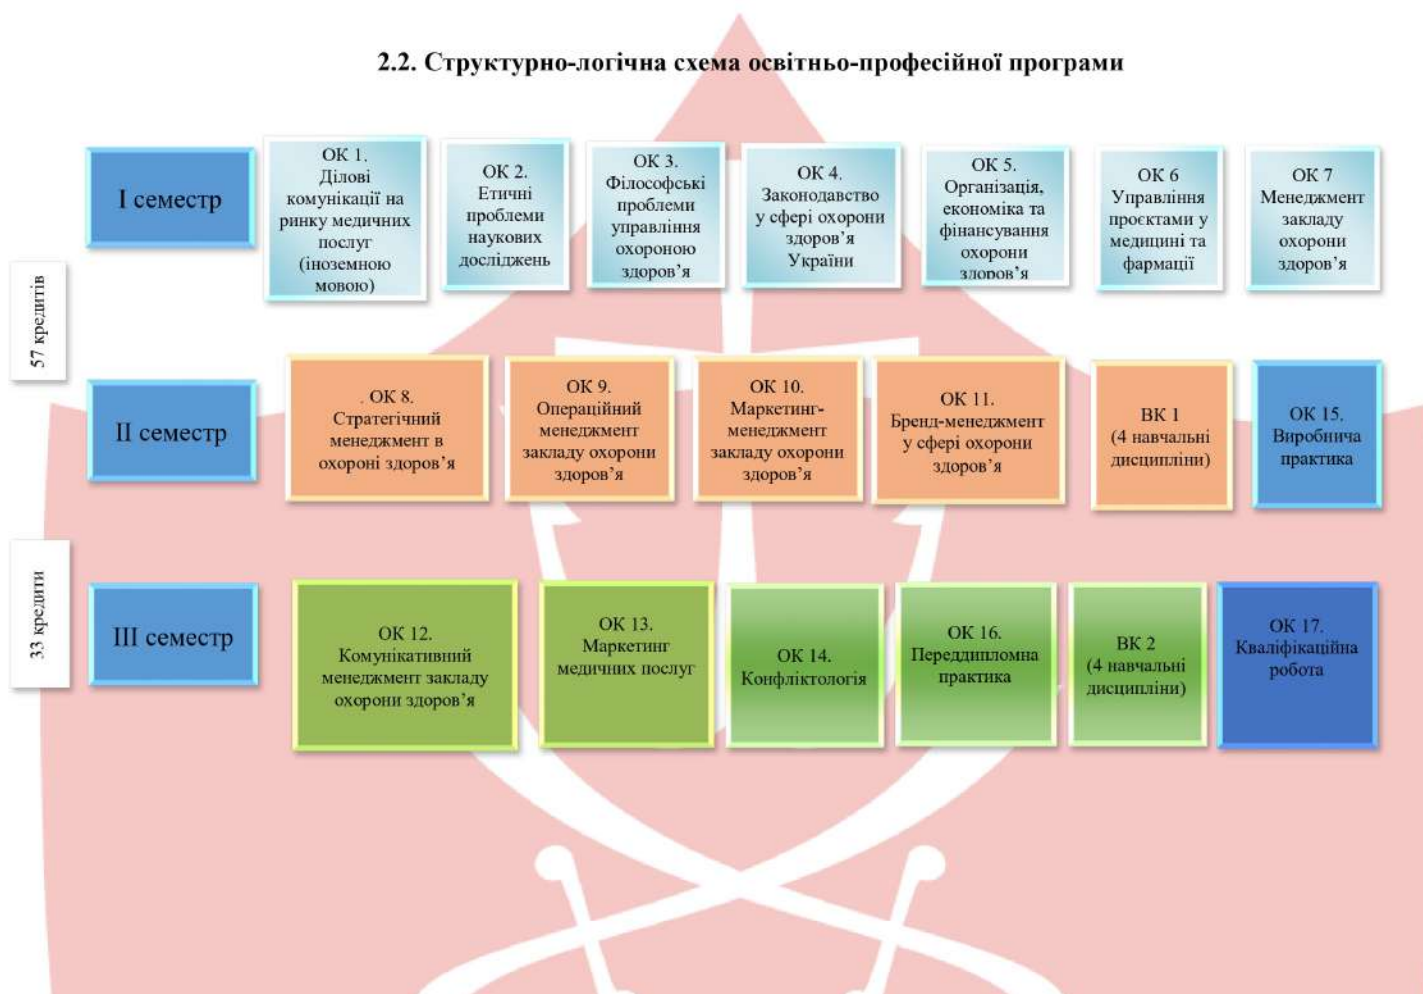 2.2. Структурно-логічна схема освітньо-професійної програми
І семестр
ОК 1.
Ділові
комунікації на
ринку медичних
послуг
(іноземною
мовою)
ОК 2.
Етичні
проблеми
наукових
досліджень
ОК 3.
Філософські
проблеми
управління
охороною
здоров’я
ОК 4.
Законодавство
у сфері охорони
здоров’я
України
ОК 5.
Організація,
економіка та
фінансування
охорони
здоров’я
ОК 6
Управління
проєктами у
медицині та
фармації
ОК 7
Менеджмент
закладу
охорони
здоров’я
57 кредитів
ІІ семестр
. ОК 8.
Стратегічний
менеджмент в
охороні здоров’я
ОК 9.
Операційний
менеджмент
закладу охорони
здоров’я
ОК 10.
Маркетинг-
менеджмент
закладу охорони
здоров’я
ОК 11.
Бренд-менеджмент
у сфері охорони
здоров’я
ВК 1
(4 навчальні
дисципліни)
ОК 15.
Виробнича
практика
33 кредити
ІІІ семестр
ОК 12.
Комунікативний
менеджмент закладу
охорони здоров’я
ОК 13.
Маркетинг
медичних послуг
ОК 14.
Конфліктологія
ОК 16.
Переддипломна
практика
ВК 2
(4 навчальні
дисципліни)
ОК 17.
Кваліфікаційна
робота